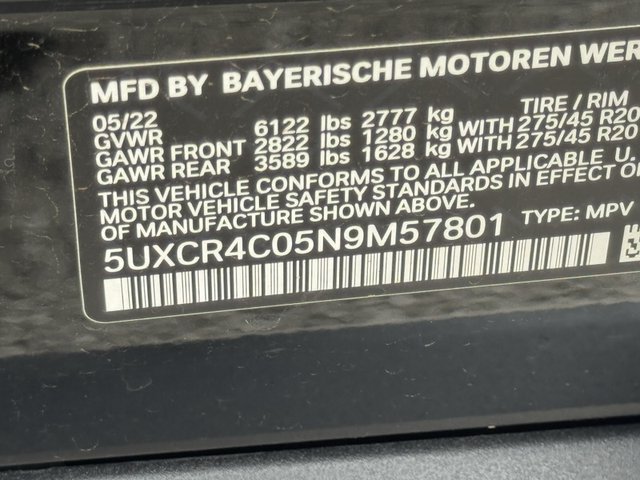 MFD BY BAYERISCHE MOTOREN WER
05/22 TIRE / RIM
GVWR 6122 lbs 2777 kg
GAWR FRONT 2822 lbs 1280 kg WITH 275/45 R20
GAWR REAR 3589 lbs 1628 kg WITH 275/45 R20
THIS VEHICLE CONFORMS TO ALL APPLICABLE U.
MOTOR VEHICLE SAFETY STANDARDS IN EFFECT O
OF MANUFACTURE SHOWN ABOVE.
5UXCR4C05N9M57801 TYPE: MPV